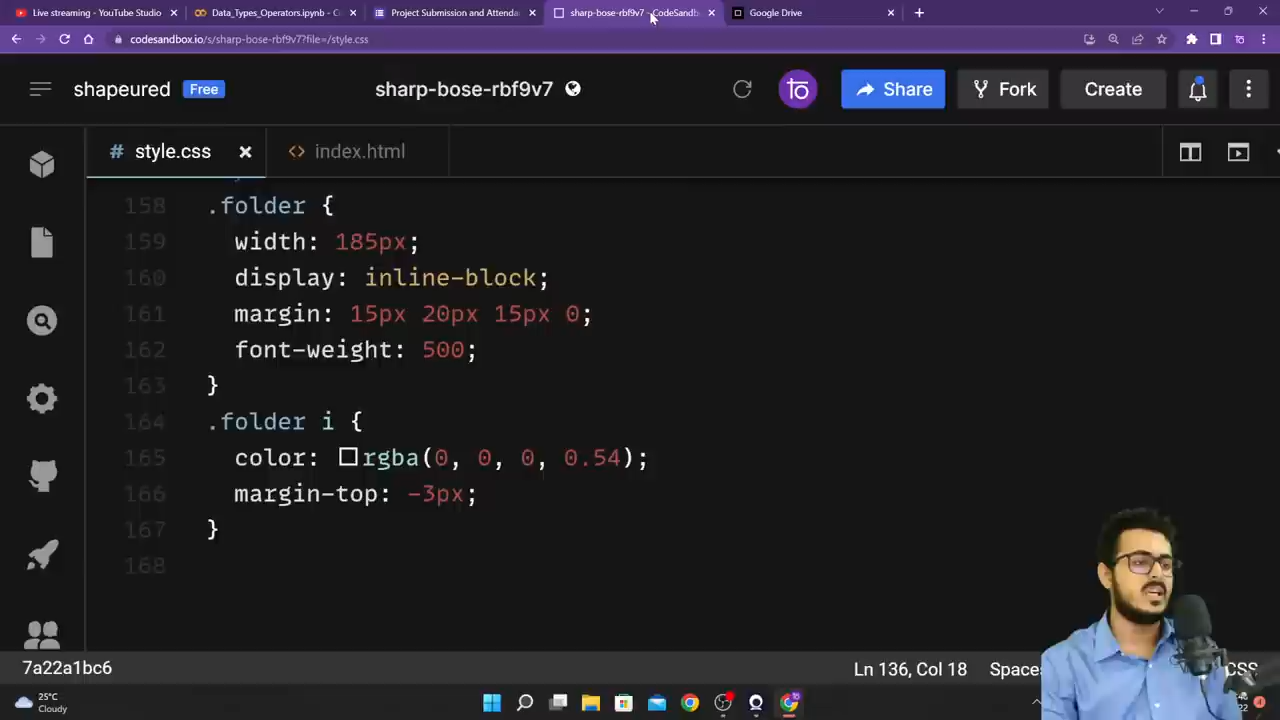 Live streaming - YouTube Studio
Data_Types_Operators.ipynb - C
Project Submission and Attenda
sharp-bose-rbf9v7 - CodeSandb
Google Drive
codesandbox.io/s/sharp-bose-rbf9v7?file=/style.css
shapeured Free
sharp-bose-rbf9v7
to
Share
Fork
Create
# style.css
<> index.html
158 .folder {
159 width: 185px;
160 display: inline-block;
161 margin: 15px 20px 15px 0;
162 font-weight: 500;
163 }
164 .folder i {
165 color: rgba(0, 0, 0, 0.54);
166 margin-top: -3px;
167 }
168
7a22a1bc6
Ln 136, Col 18
CSS
25°C
Cloudy